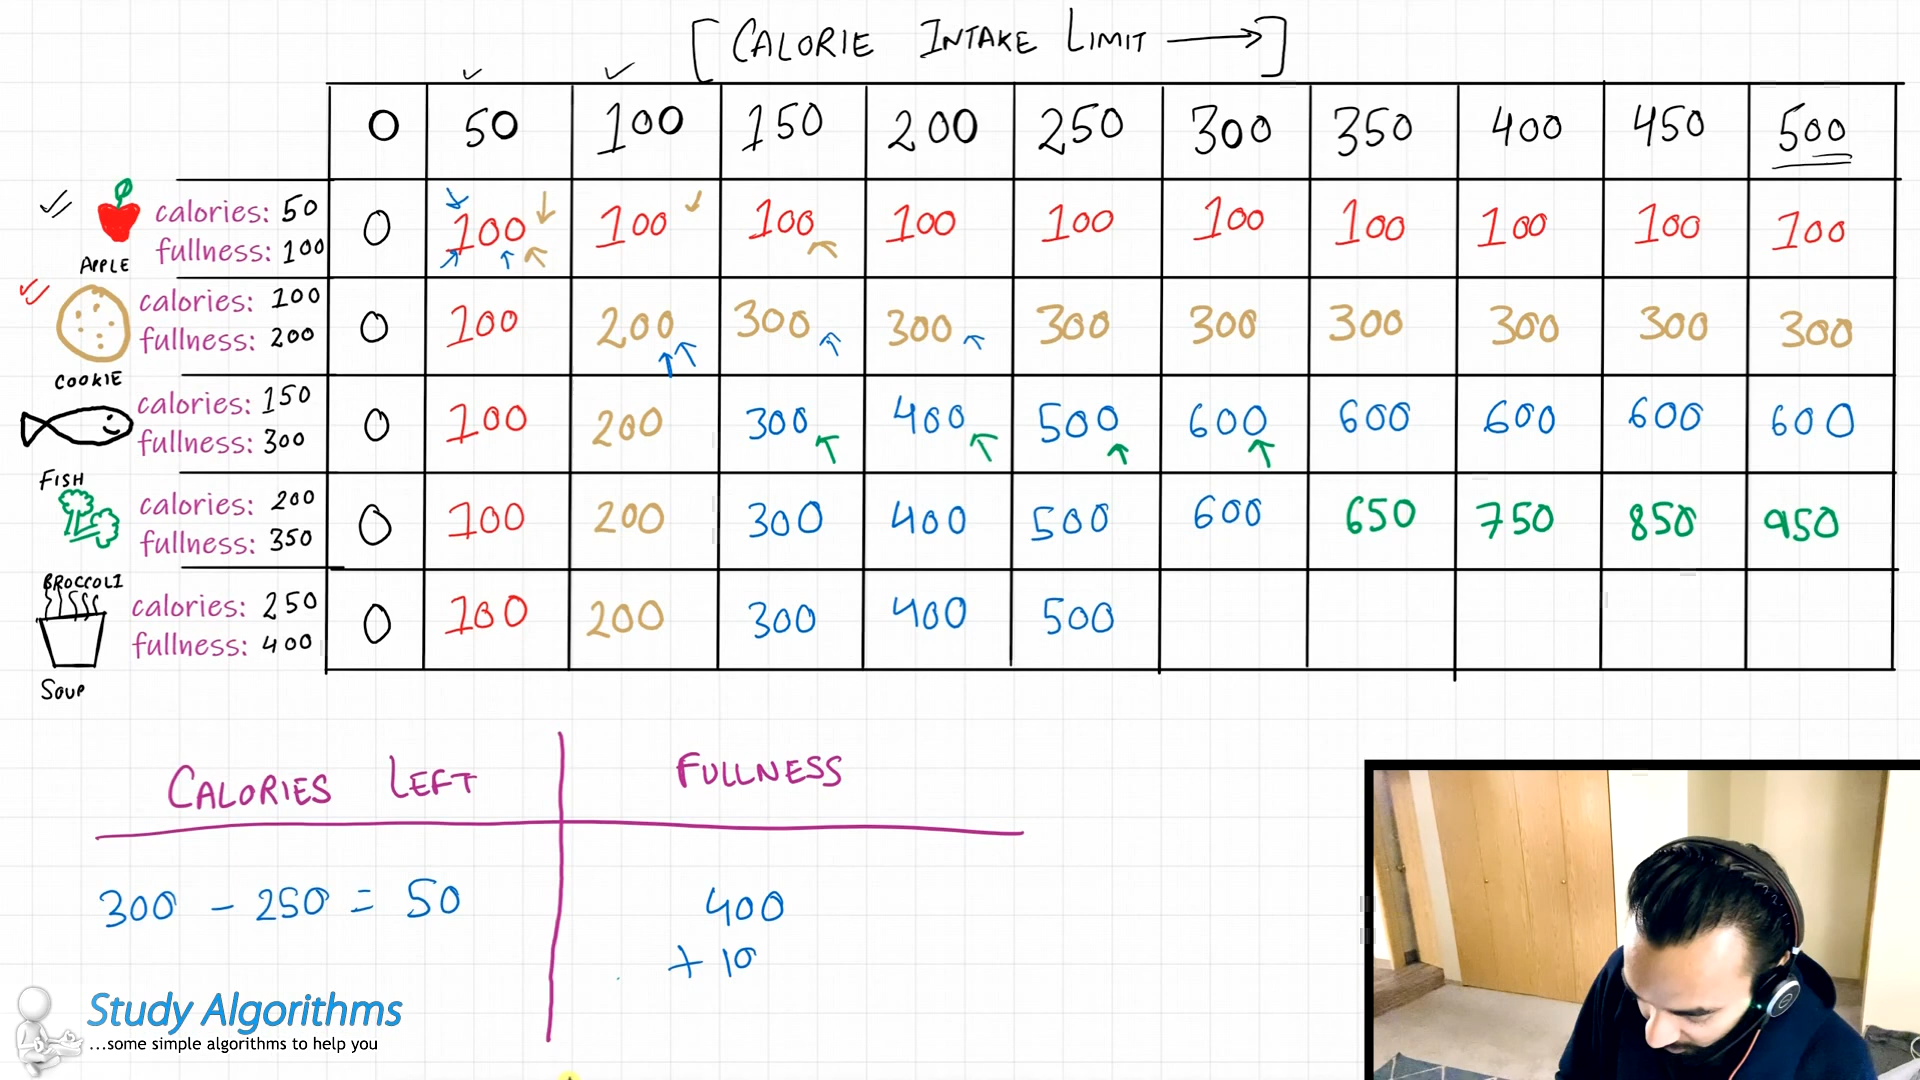 [CALORIE INTAKE LIMIT →]
0 50 100 150 200 250 300 350 400 450 500
calories: 50
fullness: 100
APPLE
0 100 100 100 100 100 100 100 100 100 100
calories: 100
fullness: 200
COOKIE
0 100 200 300 300 300 300 300 300 300 300
calories: 150
fullness: 300
FISH
0 100 200 300 400 500 600 600 600 600 600
calories: 200
fullness: 350
BROCCOLI
0 100 200 300 400 500 600 650 750 850 950
calories: 250
fullness: 400
SOUP
0 100 200 300 400 500
CALORIES LEFT
FULLNESS
300 - 250 = 50
400
+ 10
Study Algorithms
...some simple algorithms to help you